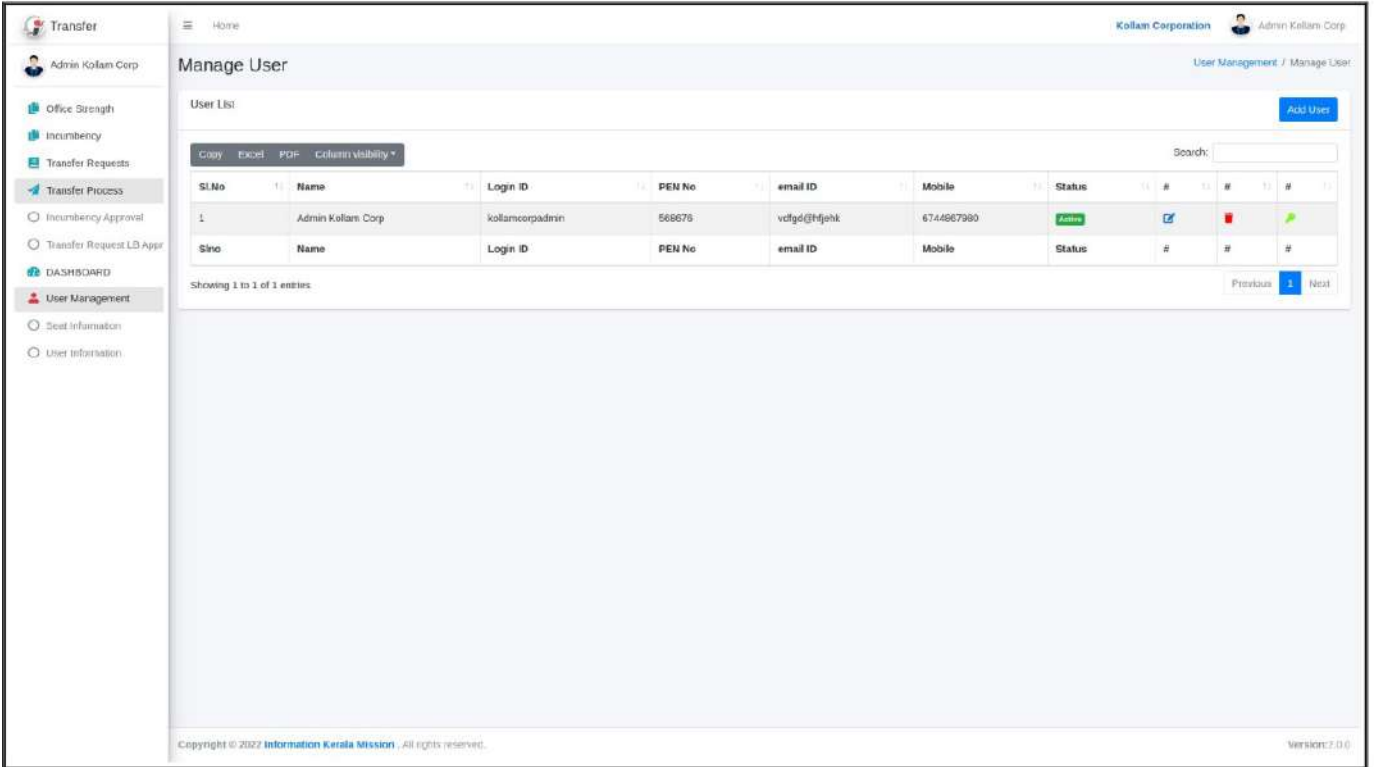 Transfer
Home
Kollam Corporation
Admin Kollam Corp
Admin Kollam Corp
Manage User
User Management / Manage User
Office Strength
Incumbency
Transfer Requests
Transfer Process
Incumbency Approval
Transfer Request LB Appr
DASHBOARD
User Management
Seat Information
User Information
User List
Add User
Copy Excel PDF Column visibility
Search:
Sl.No Name Login ID PEN No email ID Mobile Status # # #
1 Admin Kollam Corp kollamcorpadmin 568676 vdfgd@hfjehk 6744867980 Active
Slno Name Login ID PEN No email ID Mobile Status # # #
Showing 1 to 1 of 1 entries
Previous 1 Next
Copyright © 2022 Information Kerala Mission . All rights reserved.
Version:2.0.0